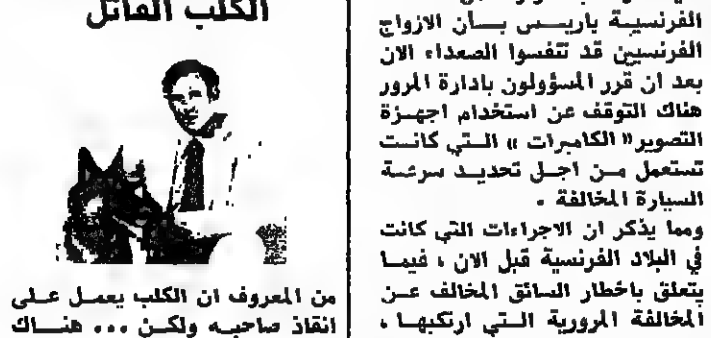 الفرنسية باريس بأن الازواج
الفرنسيين قد تنفسوا الصعداء الان
بعد ان قرر المسؤولون بادارة المرور
هناك التوقف عن استخدام اجهزة
التصوير « الكامبرات » التي كانت
تستعمل من اجل تحديد سرعة
السيارة المخالفة .
ومما يذكر ان الاجراءات التي كانت
في البلاد الفرنسية قبل الان ، فيما
يتعلق باخطار السائق المخالف عن
المخالفة المرورية التي ارتكبها ،
الكلب القاتل
من المعروف ان الكلب يعمل على
انقاذ صاحبه ولكن ... هناك